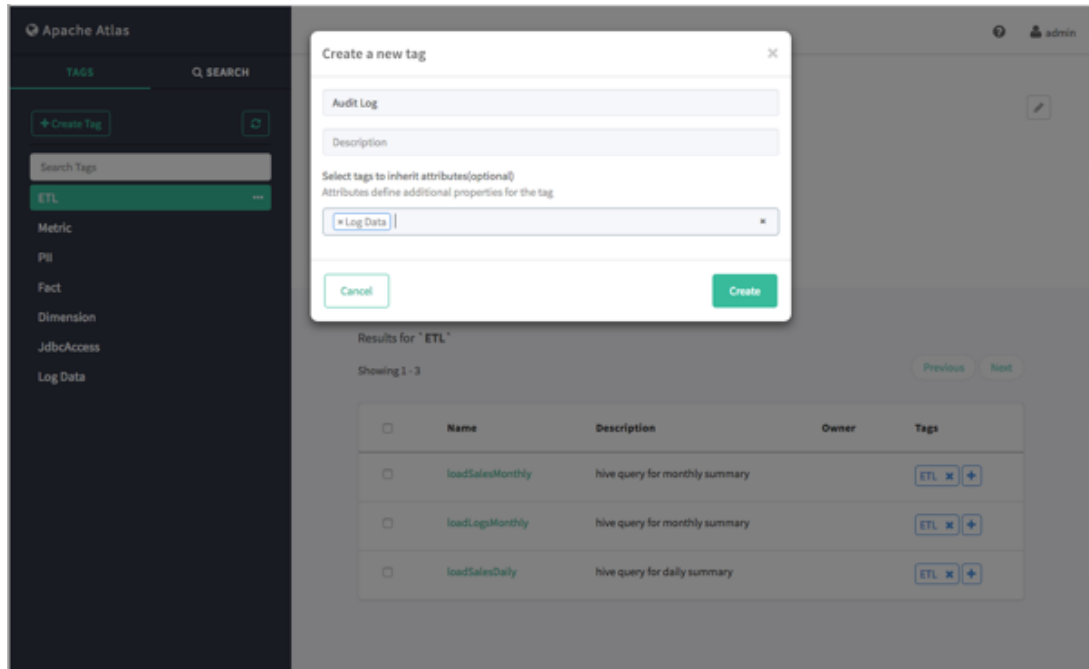 Apache Atlas
admin
TAGS
SEARCH
Create Tag
Search Tags
ETL
Metric
PII
Fact
Dimension
JdbcAccess
Log Data
Create a new tag
Audit Log
Description
Select tags to inherit attributes(optional)
Attributes define additional properties for the tag
× Log Data
Cancel
Create
Results for `ETL`
Showing 1 - 3
Previous Next
Name Description Owner Tags
loadSalesMonthly hive query for monthly summary ETL
loadLogsMonthly hive query for monthly summary ETL
loadSalesDaily hive query for daily summary ETL